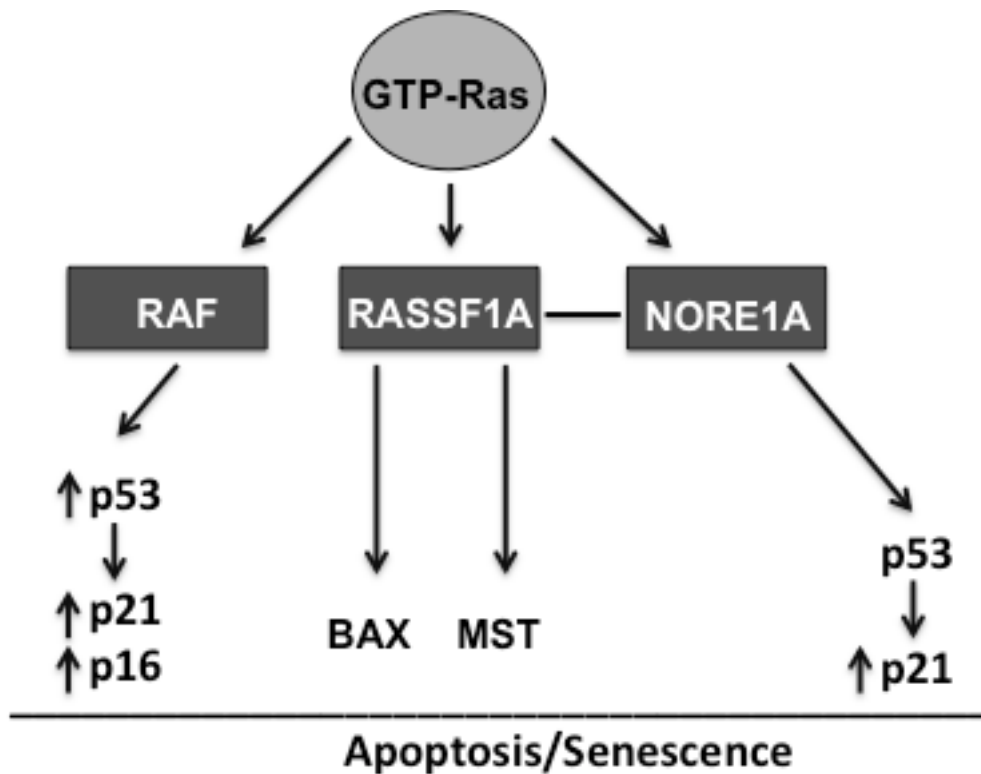 GTP-Ras
RAF
RASSF1A
NORE1A
↑ p53
↑ p21
↑ p16
BAX
MST
p53
↑ p21
Apoptosis/Senescence